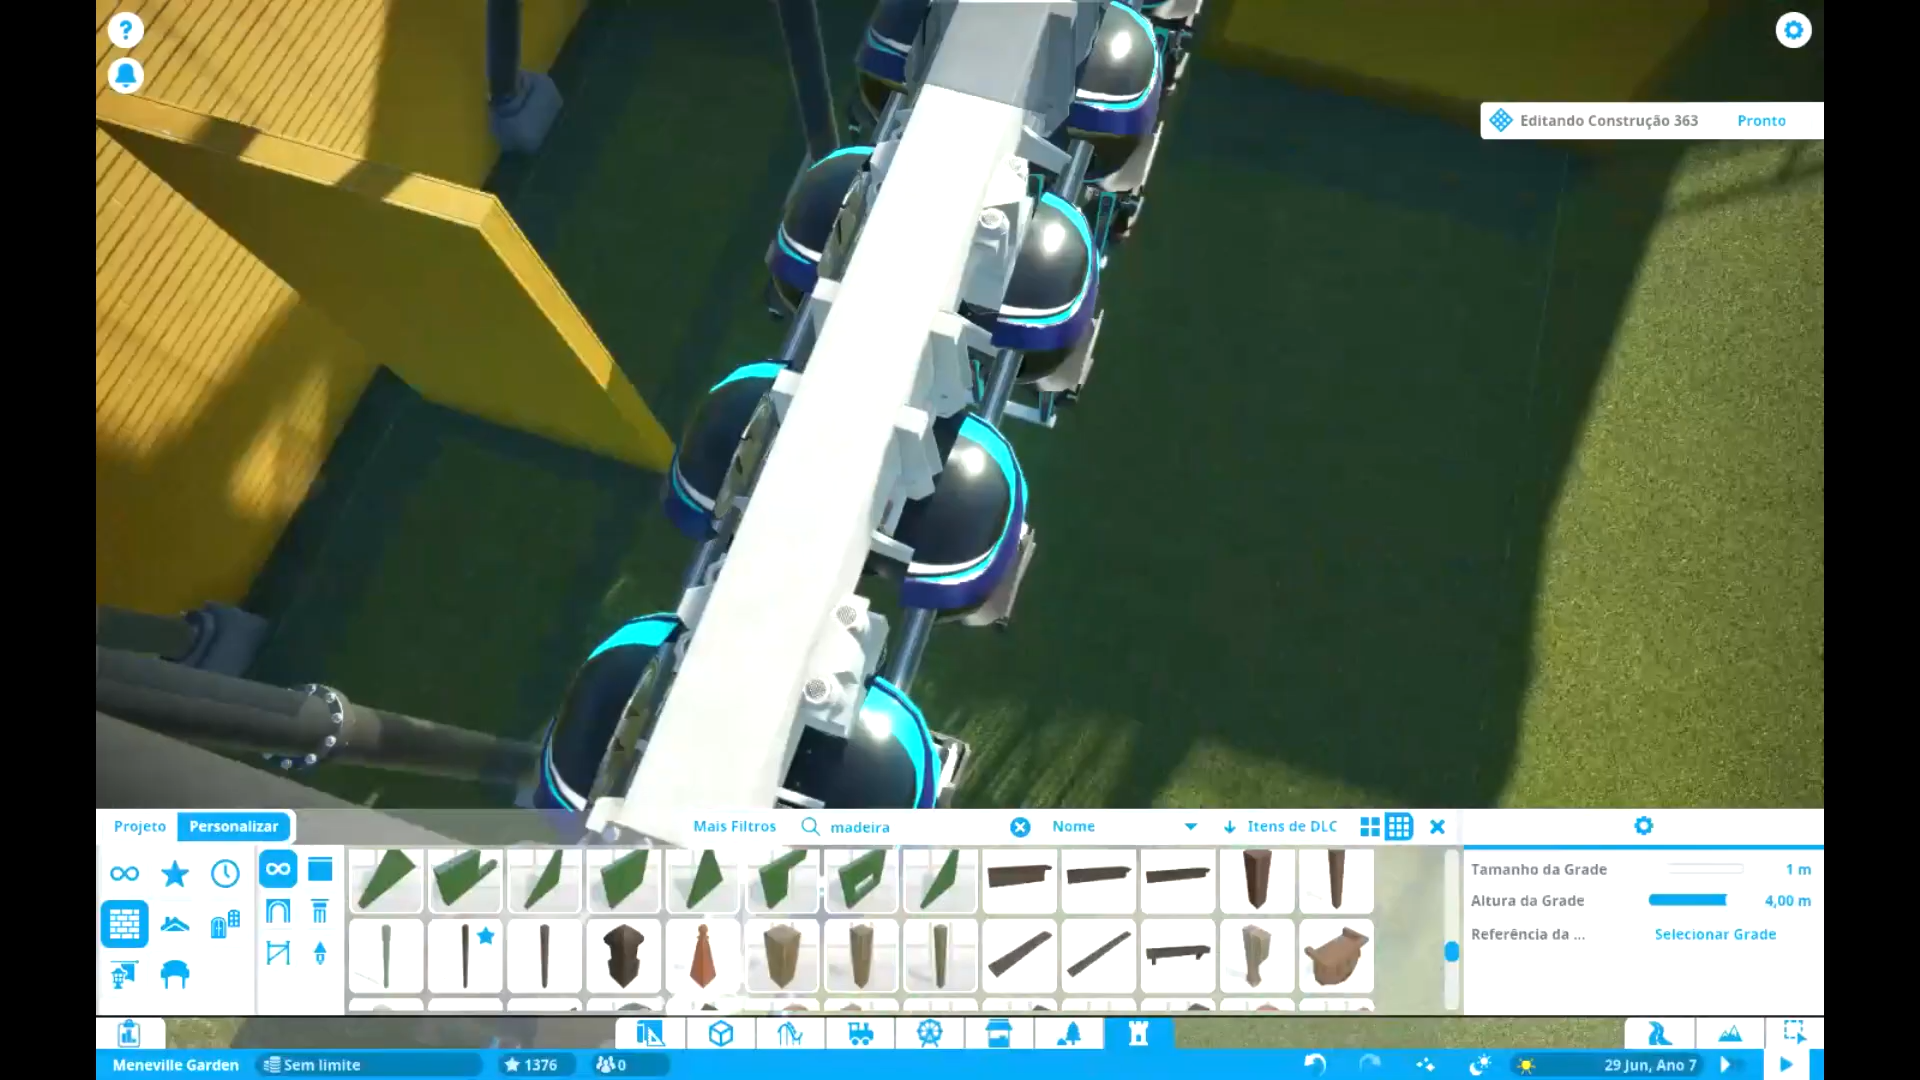 ?
Editando Construção 363
Pronto
Projeto
Personalizar
Mais Filtros
madeira
Nome
Itens de DLC
Tamanho da Grade
1 m
Altura da Grade
4,00 m
Referência da ...
Selecionar Grade
Meneville Garden
Sem limite
1376
0
29 Jun, Ano 7